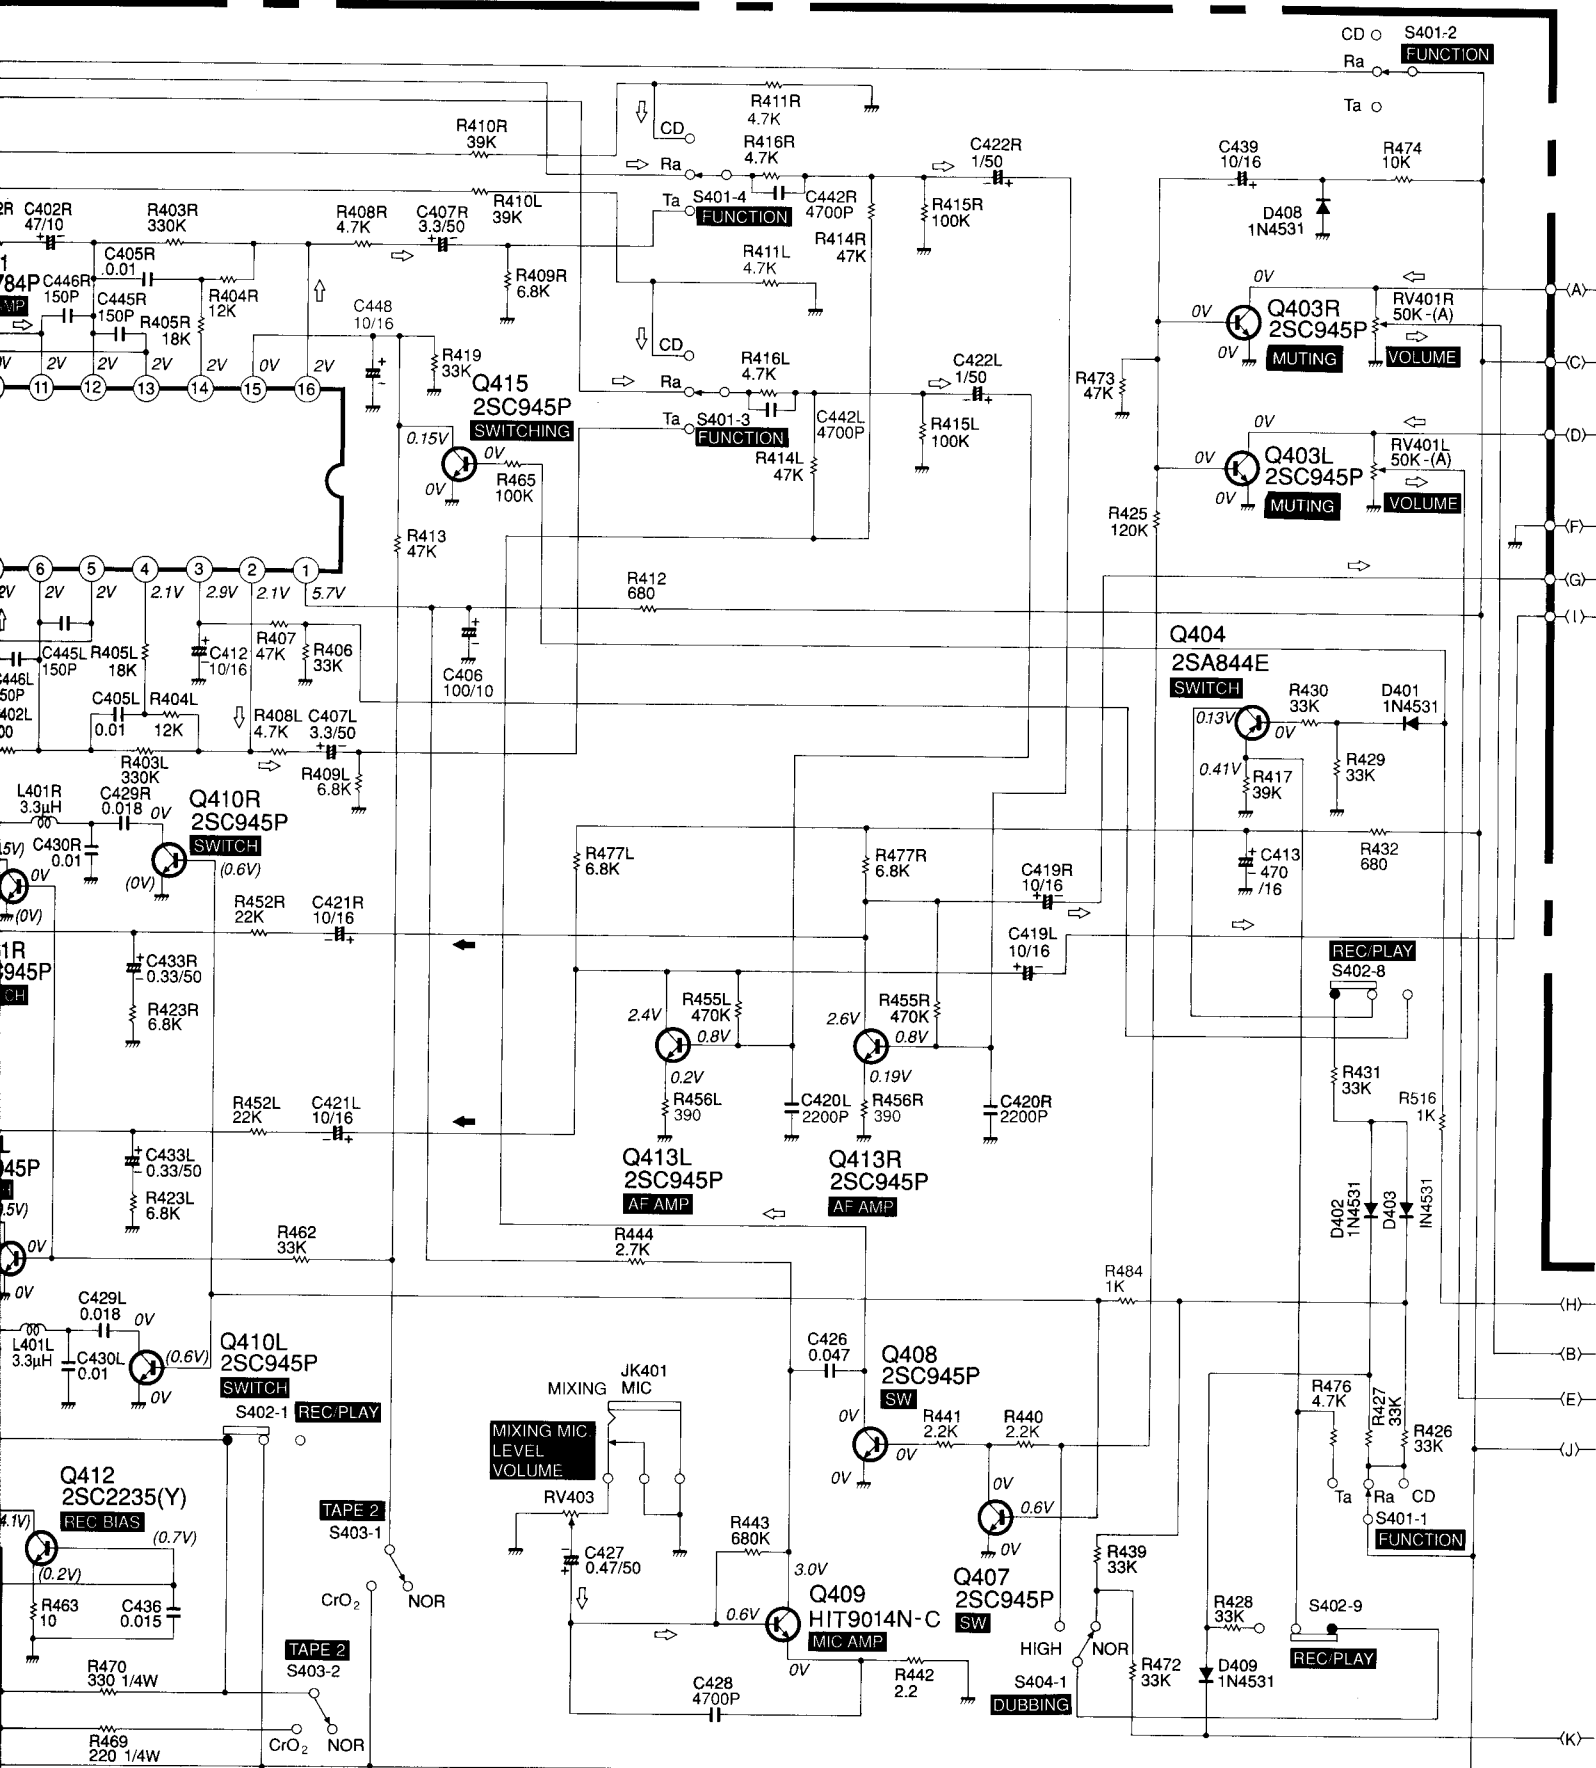 CD S401-2
FUNCTION
Ra
Ta
R411R
4.7K
CD
R410R
39K
R416R
4.7K
Ra
C422R
1/50
C439
10/16
R474
10K
Ta
S401-4
FUNCTION
C442R
4700P
R415R
100K
D408
1N4531
R410L
39K
C402R
47/10
R403R
330K
R408R
4.7K
C407R
3.3/50
R414R
47K
R411L
4.7K
C405R
.0.01
784P
C446R
150P
R404R
12K
R409R
6.8K
C445R
150P
R405R
18K
C448
10/16
0V
Q403R
2SC945P
MUTING
0V
0V
RV401R
50K-(A)
VOLUME
(A)
(C)
CD
R419
33K
R416L
4.7K
C422L
1/50
2V 2V 2V 2V 0V 2V
11 12 13 14 15 16
Q415
2SC945P
SWITCHING
Ra
Ta
S401-3
FUNCTION
C442L
4700P
R415L
100K
R473
47K
0.15V
0V
0V
R465
100K
R414L
47K
0V
0V
0V
Q403L
2SC945P
MUTING
RV401L
50K-(A)
VOLUME
(D)
R425
120K
(F)
R413
47K
6 5 4 3 2 1
2V 2V 2.1V 2.9V 2.1V 5.7V
R412
680
(G)
(I)
C445L
150P
R405L
18K
C412
10/16
R407
47K
R406
33K
C406
100/10
Q404
2SA844E
SWITCH
C405L
0.01
R404L
12K
R408L
4.7K
C407L
3.3/50
0.13V
0V
R430
33K
D401
1N4531
R403L
330K
R409L
6.8K
0.41V
R417
39K
R429
33K
L401R
3.3µH
C429R
0.018
0V
Q410R
2SC945P
SWITCH
C430R
0.01
(0V)
(0.6V)
0V
(0V)
R477L
6.8K
R477R
6.8K
C419R
10/16
C413
470
/16
R432
680
R452R
22K
C421R
10/16
C419L
10/16
1R
945P
CH
C433R
0.33/50
REC/PLAY
S402-8
R423R
6.8K
2.4V
R455L
470K
0.8V
2.6V
R455R
470K
0.8V
0.2V
R456L
390
C420L
2200P
0.19V
R456R
390
C420R
2200P
R431
33K
R516
1K
R452L
22K
C421L
10/16
C433L
0.33/50
R423L
6.8K
Q413L
2SC945P
AF AMP
Q413R
2SC945P
AF AMP
D402
1N4531
D403
IN4531
0V
0V
R462
33K
R444
2.7K
R484
1K
(H)
C429L
0.018
0V
L401L
3.3µH
C430L
0.01
(0.6V)
0V
Q410L
2SC945P
SWITCH
C426
0.047
Q408
2SC945P
SW
(B)
S402-1
REC/PLAY
MIXING
JK401
MIC
R476
4.7K
R427
33K
(E)
MIXING MIC.
LEVEL
VOLUME
0V
0V
0V
R441
2.2K
R440
2.2K
R426
33K
(J)
Q412
2SC2235(Y)
REC BIAS
(0.7V)
(0.2V)
TAPE 2
S403-1
RV403
0V
0.6V
0V
Ta Ra CD
S401-1
FUNCTION
R443
680K
C427
0.47/50
3.0V
R439
33K
R463
10
C436
0.015
CrO2 NOR
0.6V
Q409
HIT9014N-C
MIC AMP
Q407
2SC945P
SW
R428
33K
S402-9
REC/PLAY
HIGH NOR
TAPE 2
S403-2
0V
R442
2.2
S404-1
DUBBING
R472
33K
D409
1N4531
R470
330 1/4W
C428
4700P
CrO2 NOR
R469
220 1/4W
(K)